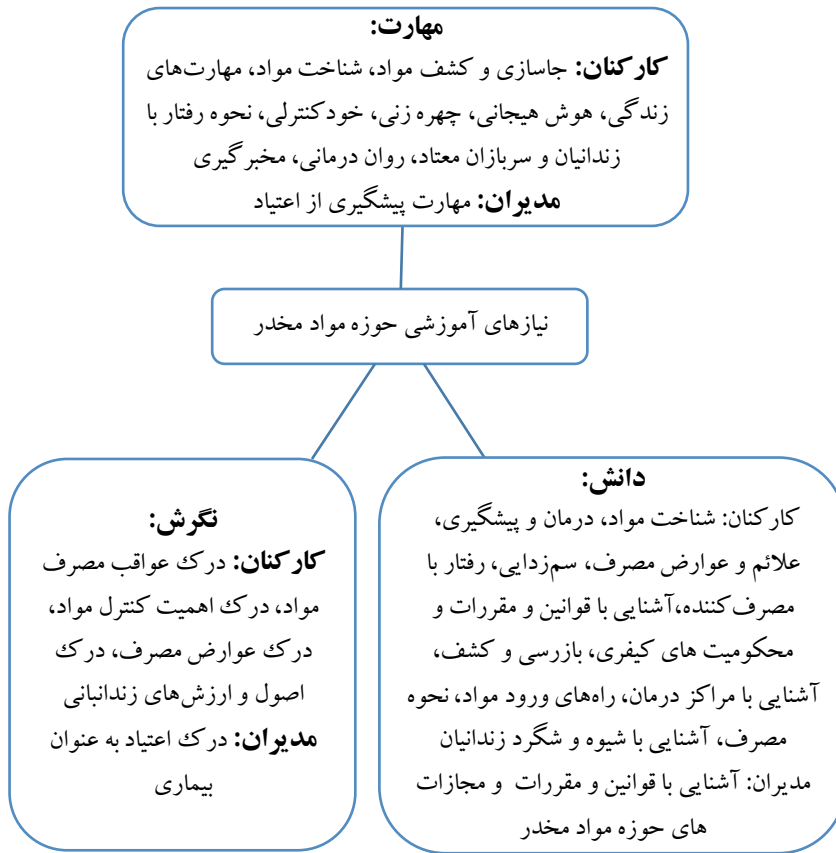 مهارت:
کارکنان: جاسازی و کشف مواد، شناخت مواد، مهارت‌های
زندگی، هوش هیجانی، چهره زنی، خودکنترلی، نحوه رفتار با
زندانیان و سربازان معتاد، روان درمانی، مخبرگیری
مدیران: مهارت پیشگیری از اعتیاد
نیازهای آموزشی حوزه مواد مخدر
دانش:
کارکنان: شناخت مواد، درمان و پیشگیری،
علائم و عوارض مصرف، سم‌زدایی، رفتار با
مصرف‌کننده،آشنایی با قوانین و مقررات و
محکومیت های کیفری، بازرسی و کشف،
آشنایی با مراکز درمان، راه‌های ورود مواد، نحوه
مصرف، آشنایی با شیوه و شگرد زندانیان
مدیران: آشنایی با قوانین و مقررات و مجازات
های حوزه مواد مخدر
نگرش:
کارکنان: درک عواقب مصرف
مواد، درک اهمیت کنترل مواد،
درک عوارض مصرف، درک
اصول و ارزش‌های زندانبانی
مدیران: درک اعتیاد به عنوان
بیماری